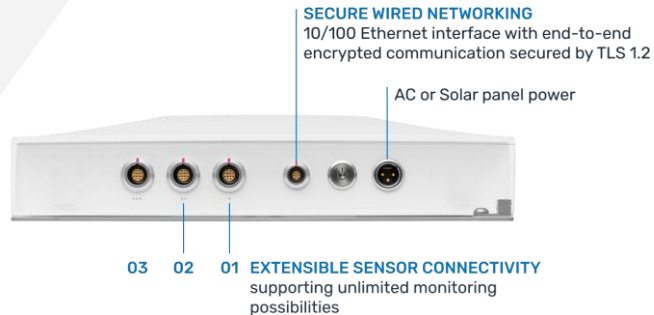 SECURE WIRED NETWORKING
10/100 Ethernet interface with end-to-end
encrypted communication secured by TLS 1.2
AC or Solar panel power
03 02 01 EXTENSIBLE SENSOR CONNECTIVITY
supporting unlimited monitoring
possibilities